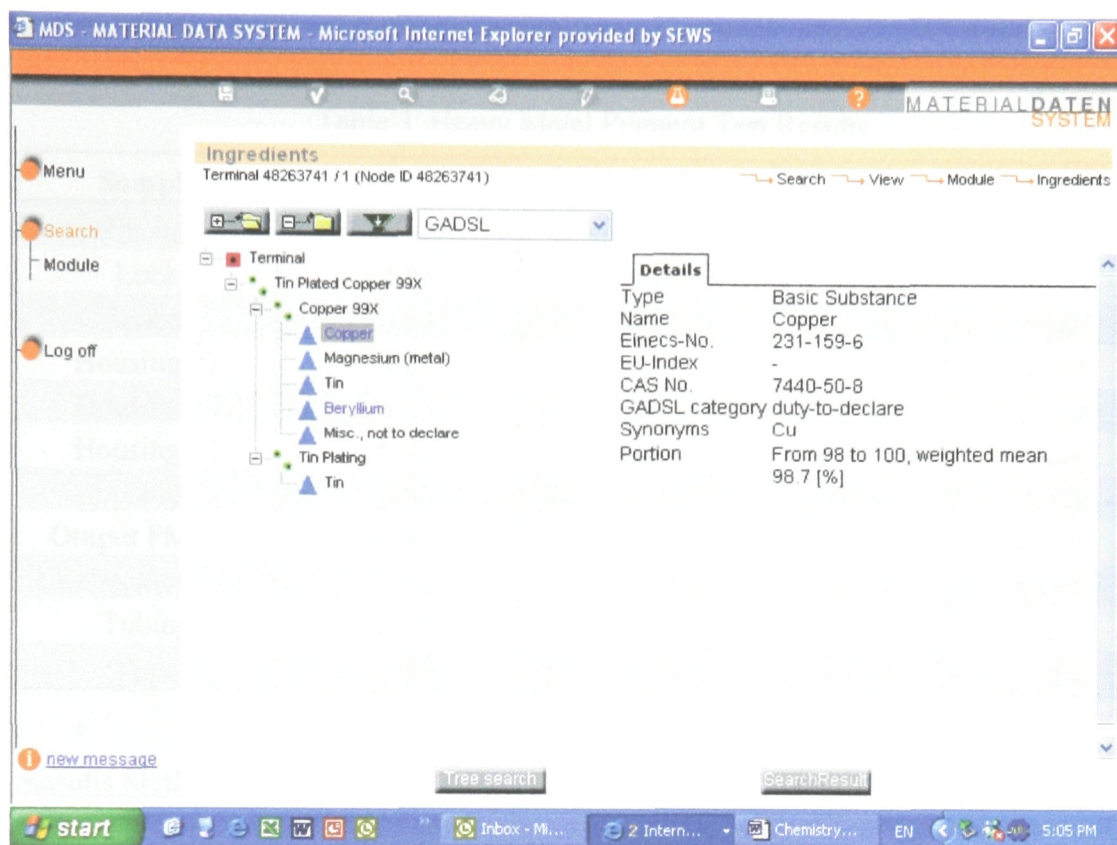 MDS - MATERIAL DATA SYSTEM - Microsoft Internet Explorer provided by SEWS
MATERIALDATEN
SYSTEM
Ingredients
Terminal 48263741 / 1 (Node ID 48263741)
Search View Module Ingredients
Menu
Search
Module
Log off
GADSL
Terminal
Tin Plated Copper 99X
Copper 99X
Copper
Magnesium (metal)
Tin
Beryllium
Misc., not to declare
Tin Plating
Tin
Details
Type Basic Substance
Name Copper
Einecs-No. 231-159-6
EU-Index -
CAS No. 7440-50-8
GADSL category duty-to-declare
Synonyms Cu
Portion From 98 to 100, weighted mean
98.7 [%]
new message
Tree search SearchResult
start Inbox - Mi... 2 Intern... Chemistry... EN 5:05 PM